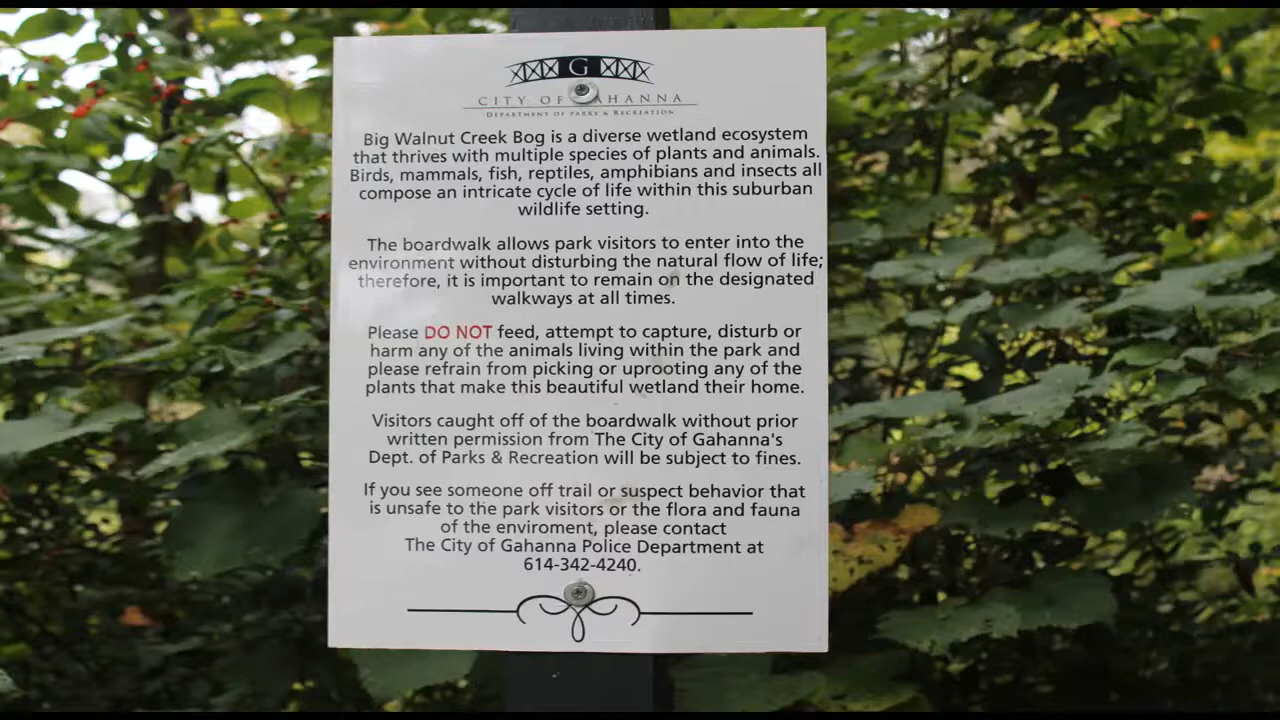 G
CITY OF GAHANNA
DEPARTMENT OF PARKS & RECREATION
Big Walnut Creek Bog is a diverse wetland ecosystem
that thrives with multiple species of plants and animals.
Birds, mammals, fish, reptiles, amphibians and insects all
compose an intricate cycle of life within this suburban
wildlife setting.
The boardwalk allows park visitors to enter into the
environment without disturbing the natural flow of life;
therefore, it is important to remain on the designated
walkways at all times.
Please DO NOT feed, attempt to capture, disturb or
harm any of the animals living within the park and
please refrain from picking or uprooting any of the
plants that make this beautiful wetland their home.
Visitors caught off of the boardwalk without prior
written permission from The City of Gahanna's
Dept. of Parks & Recreation will be subject to fines.
If you see someone off trail or suspect behavior that
is unsafe to the park visitors or the flora and fauna
of the enviroment, please contact
The City of Gahanna Police Department at
614-342-4240.